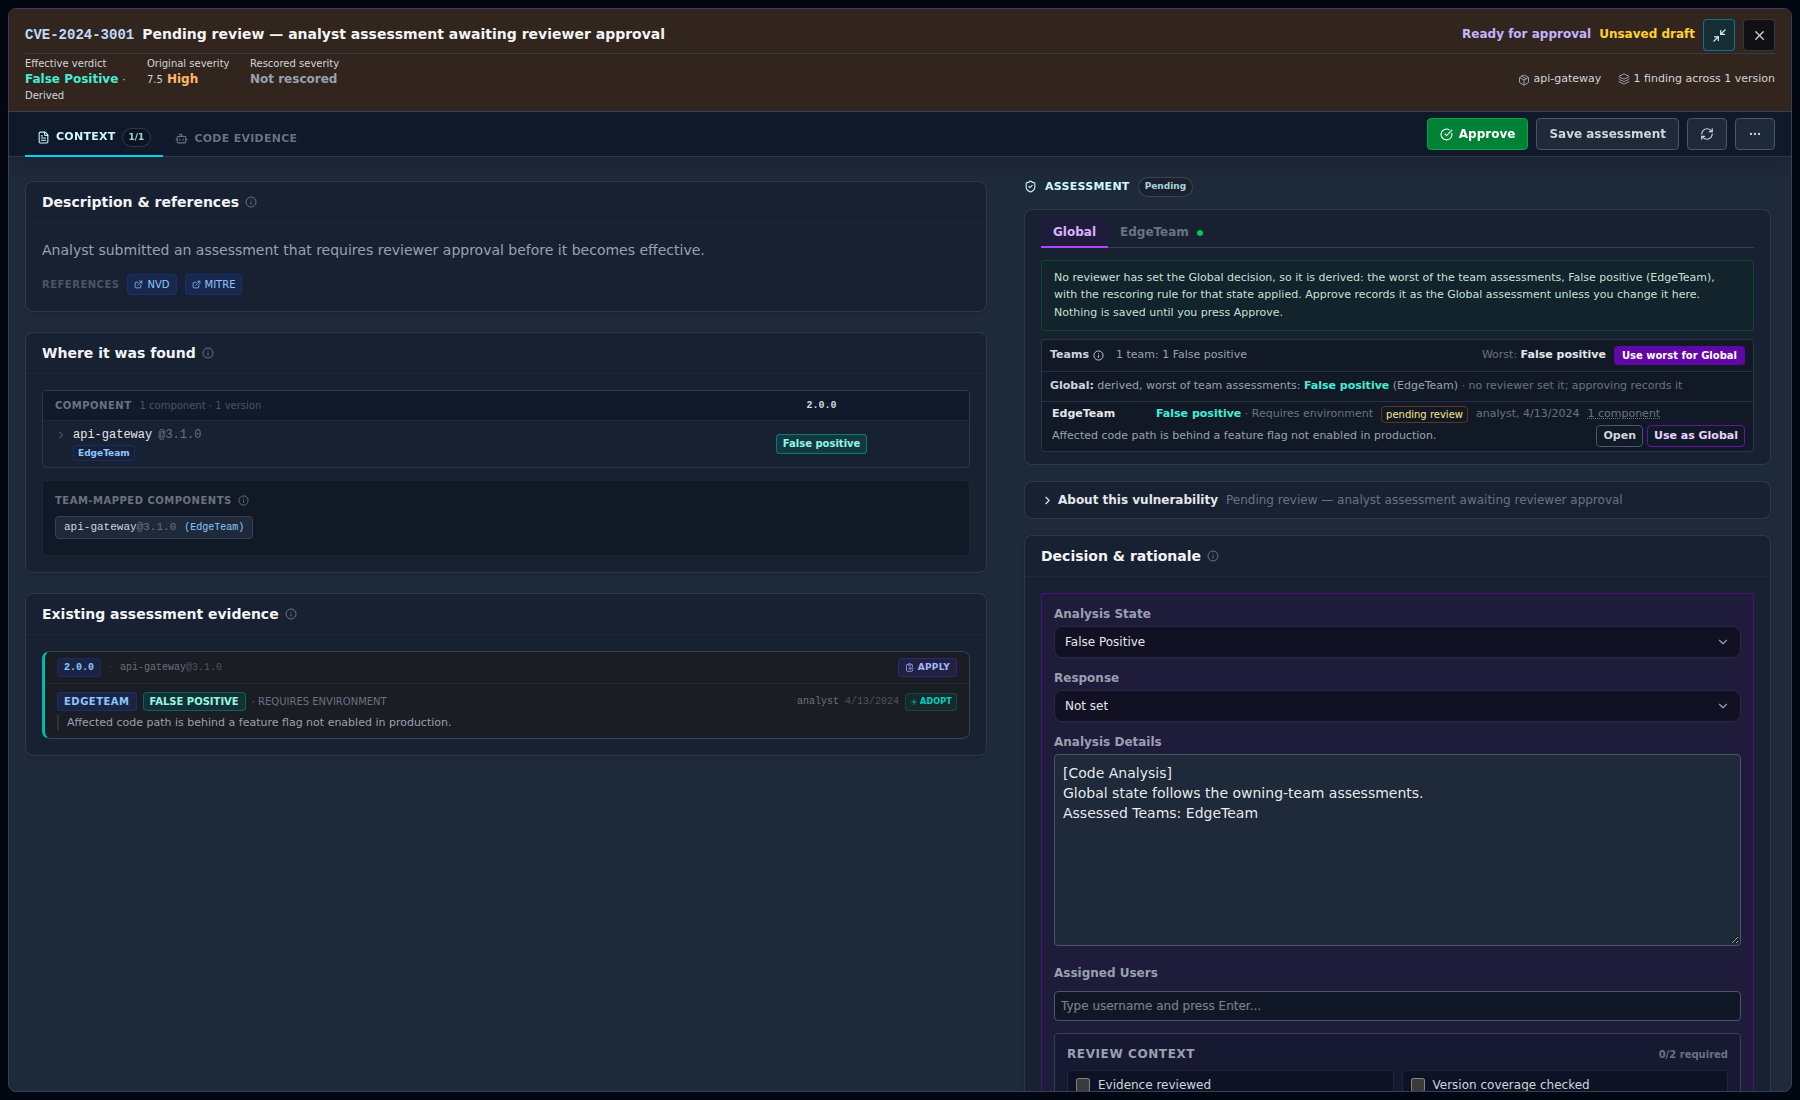 CVE-2024-3001 Pending review — analyst assessment awaiting reviewer approval
Ready for approval Unsaved draft
Effective verdict
False Positive ·
Derived
Original severity
7.5 High
Rescored severity
Not rescored
api-gateway
1 finding across 1 version
CONTEXT 1/1
CODE EVIDENCE
Approve
Save assessment
...
Description & references
Analyst submitted an assessment that requires reviewer approval before it becomes effective.
REFERENCES NVD MITRE
Where it was found
COMPONENT 1 component · 1 version 2.0.0
api-gateway @3.1.0 False positive
EdgeTeam
TEAM-MAPPED COMPONENTS
api-gateway@3.1.0 (EdgeTeam)
Existing assessment evidence
2.0.0 · api-gateway@3.1.0 APPLY
EDGETEAM FALSE POSITIVE · REQUIRES ENVIRONMENT analyst 4/13/2024 + ADOPT
Affected code path is behind a feature flag not enabled in production.
ASSESSMENT Pending
Global EdgeTeam
No reviewer has set the Global decision, so it is derived: the worst of the team assessments, False positive (EdgeTeam),
with the rescoring rule for that state applied. Approve records it as the Global assessment unless you change it here.
Nothing is saved until you press Approve.
Teams 1 team: 1 False positive Worst: False positive Use worst for Global
Global: derived, worst of team assessments: False positive (EdgeTeam) · no reviewer set it; approving records it
EdgeTeam False positive · Requires environment pending review analyst, 4/13/2024 1 component
Affected code path is behind a feature flag not enabled in production. Open Use as Global
About this vulnerability Pending review — analyst assessment awaiting reviewer approval
Decision & rationale
Analysis State
False Positive
Response
Not set
Analysis Details
[Code Analysis]
Global state follows the owning-team assessments.
Assessed Teams: EdgeTeam
Assigned Users
Type username and press Enter...
REVIEW CONTEXT 0/2 required
Evidence reviewed
Version coverage checked